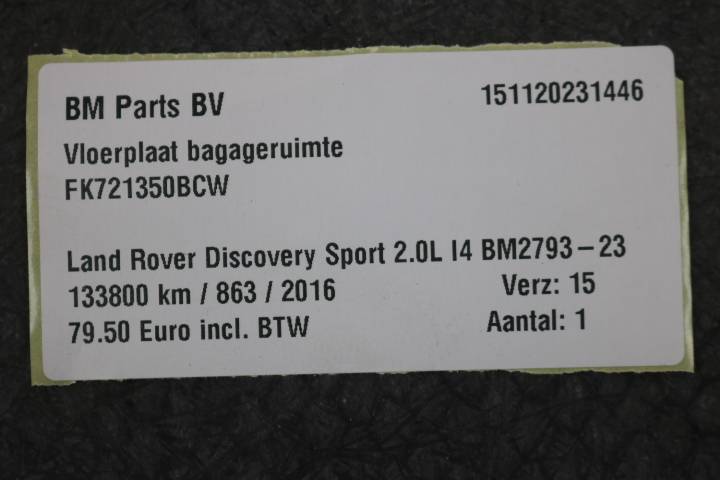 BM Parts BV 151120231446
Vloerplaat bagageruimte
FK721350BCW
Land Rover Discovery Sport 2.0L I4 BM2793-23
133800 km / 863 / 2016 Verz: 15
79.50 Euro incl. BTW Aantal: 1